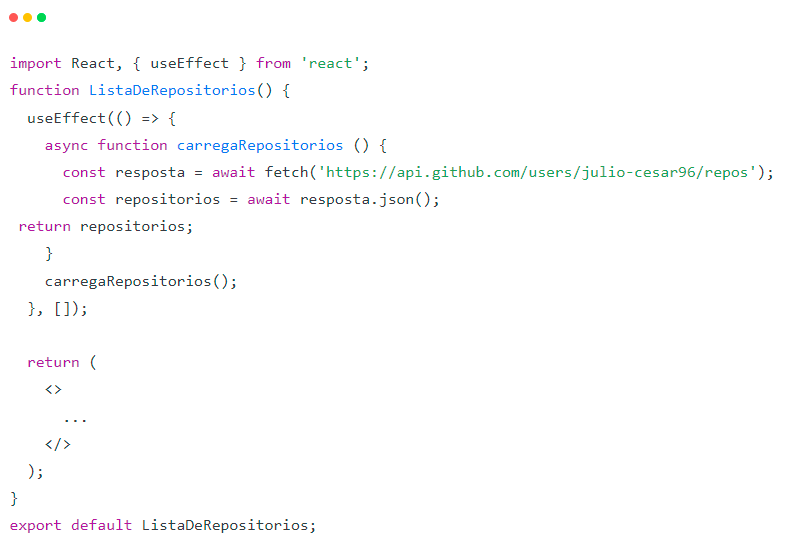 import React, { useEffect } from 'react';
function ListaDeRepositorios() {
  useEffect(() => {
    async function carregaRepositorios () {
      const resposta = await fetch('https://api.github.com/users/julio-cesar96/repos');
      const repositorios = await resposta.json();
 return repositorios;
    }
    carregaRepositorios();
  }, []);

  return (
    <>
      ...
    </>
  );
}
export default ListaDeRepositorios;